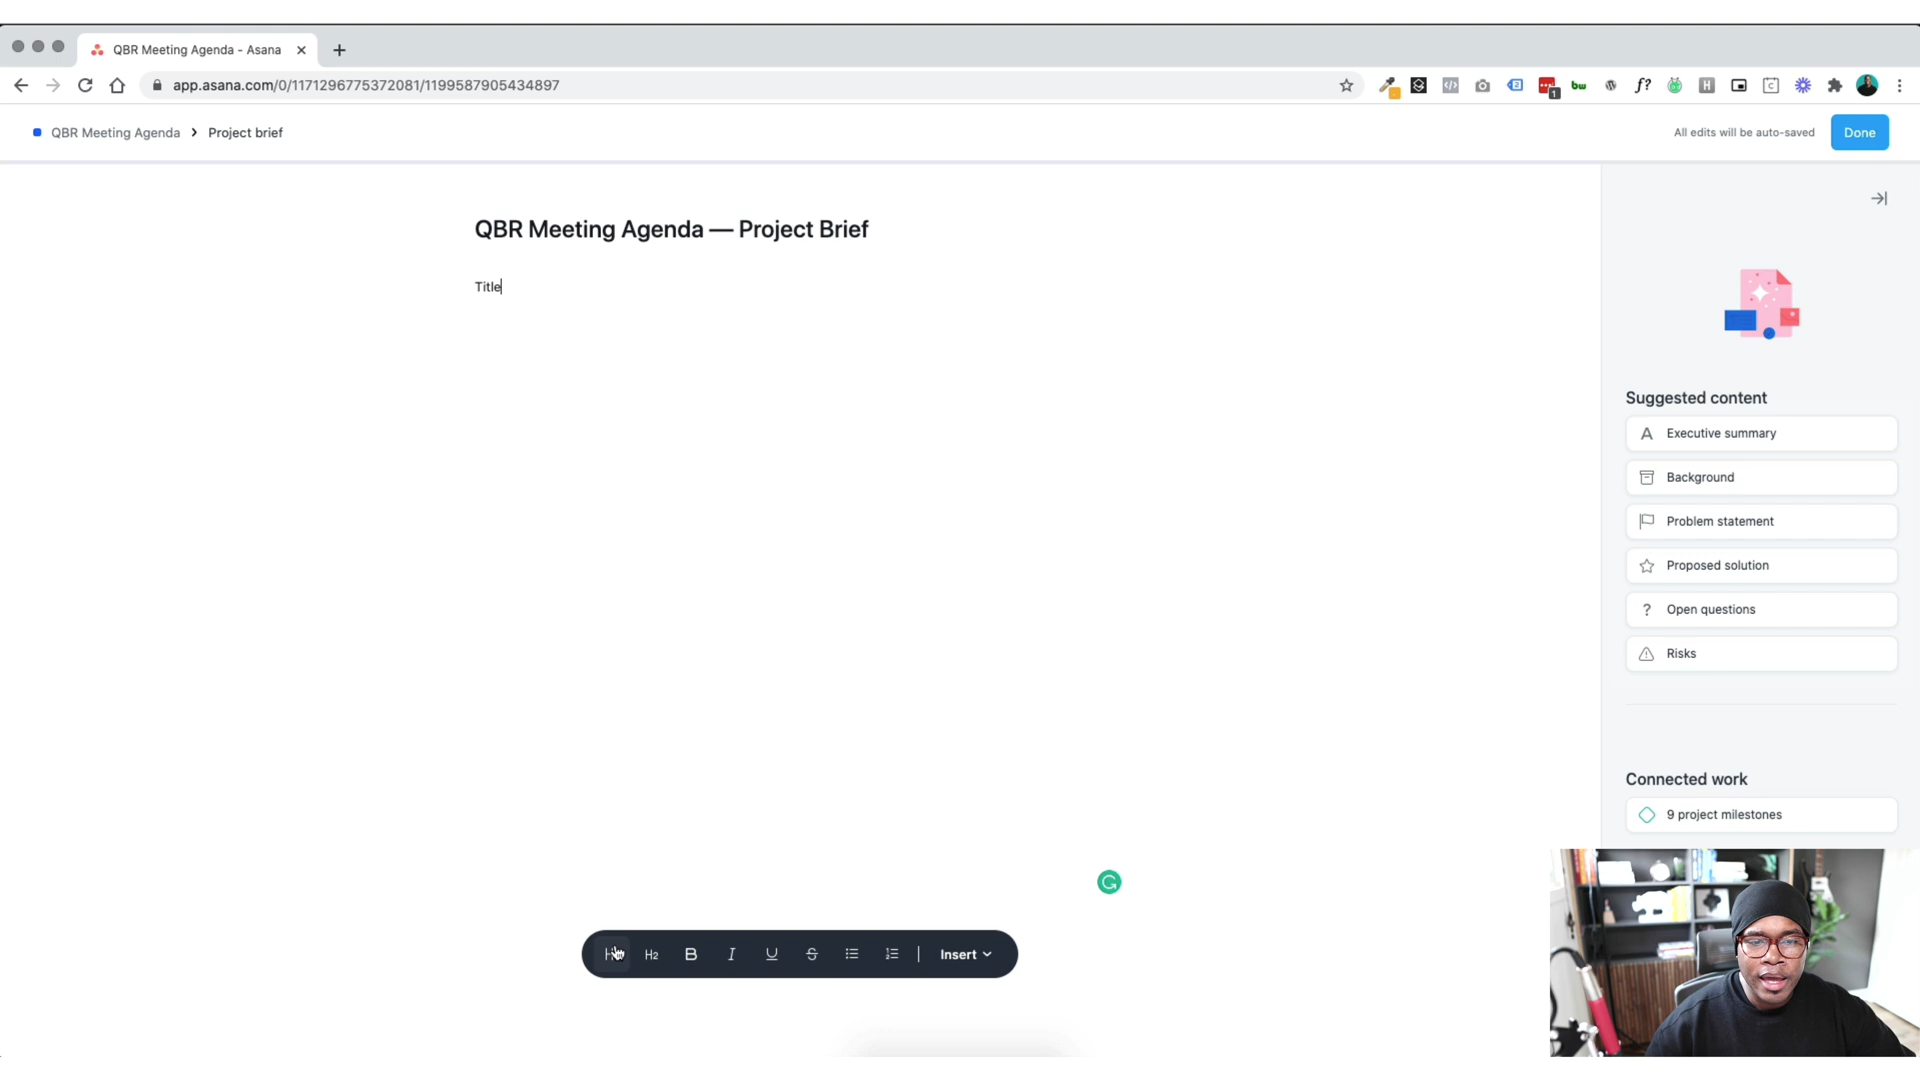 QBR Meeting Agenda - Asana
app.asana.com/0/1171296775372081/1199587905434897
1
bw
f?
H
QBR Meeting Agenda > Project brief
All edits will be auto-saved
Done
QBR Meeting Agenda — Project Brief
Title
Suggested content
Executive summary
Background
Problem statement
Proposed solution
Open questions
Risks
Connected work
9 project milestones
H2 B I U S Insert